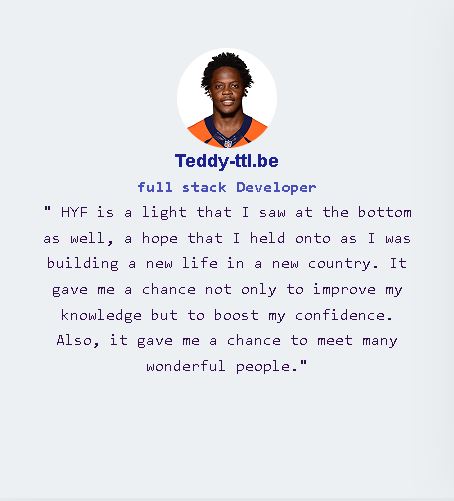 Teddy-ttl.be
full stack Developer
" HYF is a light that I saw at the bottom
as well, a hope that I held onto as I was
building a new life in a new country. It
gave me a chance not only to improve my
knowledge but to boost my confidence.
Also, it gave me a chance to meet many
wonderful people."